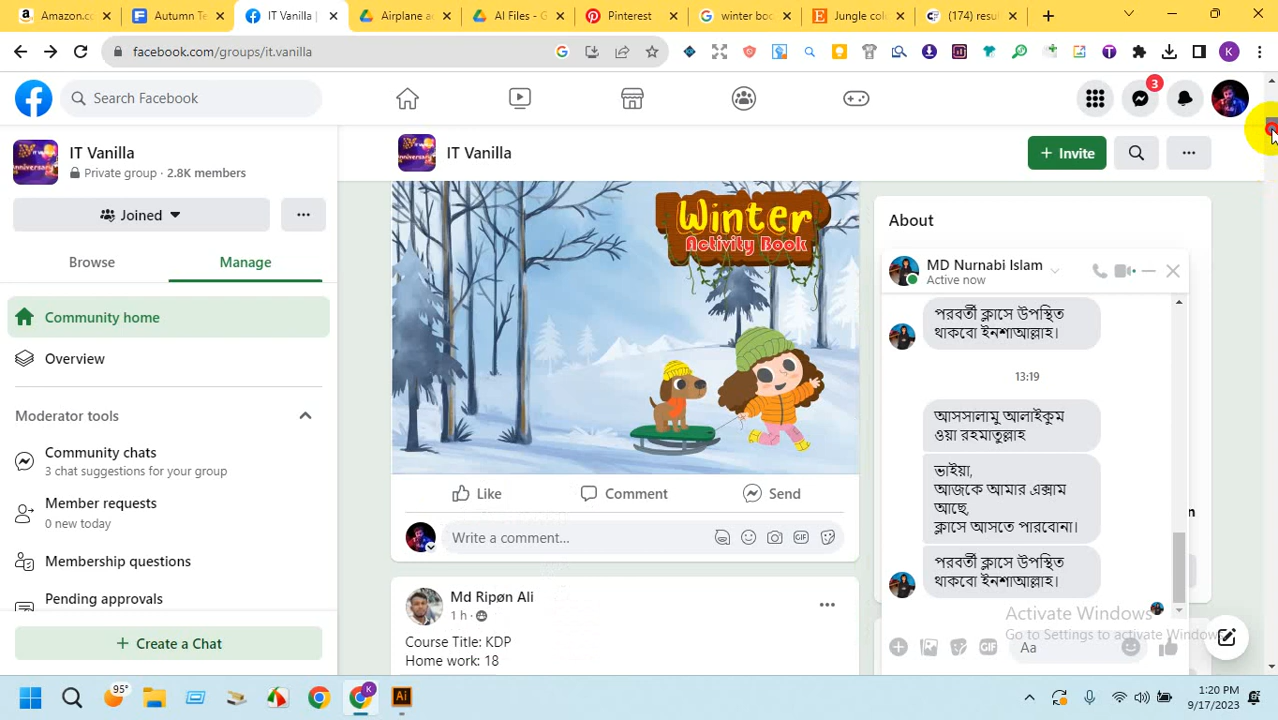 Amazon.c
Autumn Te
IT Vanilla |
Airplane a
AI Files - G
Pinterest
winter boo
Jungle col
(174) resu
facebook.com/groups/it.vanilla
K
Search Facebook
3
IT Vanilla
Private group · 2.8K members
Joined
Browse
Manage
Community home
Overview
Moderator tools
Community chats
3 chat suggestions for your group
Member requests
0 new today
Membership questions
Pending approvals
+ Create a Chat
IT Vanilla
+ Invite
Winter
Activity Book
Like
Comment
Send
Write a comment...
GIF
Md Ripøn Ali
1 h ·
Course Title: KDP
Home work: 18
About
MD Nurnabi Islam
Active now
পরবর্তী ক্লাসে উপস্থিত
থাকবো ইনশাআল্লাহ।
13:19
আসসালামু আলাইকুম
ওয়া রহমাতুল্লাহ
ভাইয়া,
আজকে আমার এক্সাম
আছে,
ক্লাসে আসতে পারবোনা।
পরবর্তী ক্লাসে উপস্থিত
থাকবো ইনশাআল্লাহ।
GIF
Aa
Activate Windows
Go to Settings to activate Windows
95°
K
Ai
1:20 PM
9/17/2023